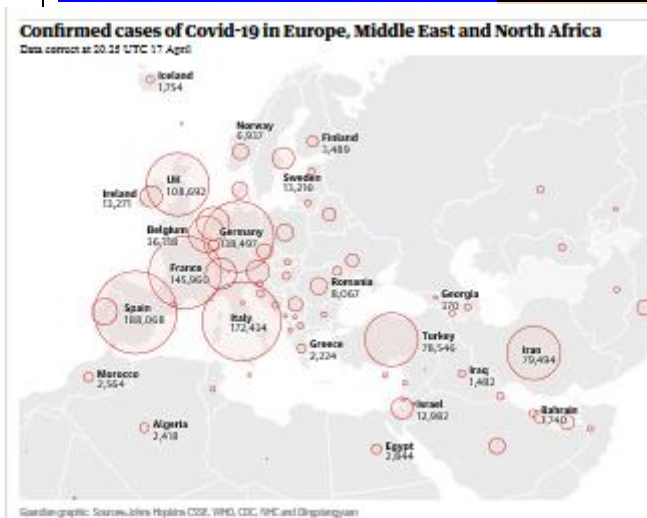 Confirmed cases of Covid-19 in Europe, Middle East and North Africa
Data correct at 20.25 UTC 17 April
Iceland
1,754
Norway
6,937
Finland
3,489
UK
108,692
Sweden
13,216
Ireland
13,271
Belgium
36,138
Germany
138,497
France
145,960
Romania
8,067
Georgia
370
Spain
188,068
Italy
172,434
Turkey
78,546
Iran
79,494
Greece
2,224
Iraq
1,482
Morocco
2,564
Israel
12,982
Bahrain
1,740
Algeria
2,418
Egypt
2,844
Guardian graphic. Source: Johns Hopkins CSSE, WHO, CDC, NHC and Dingxiangyuan